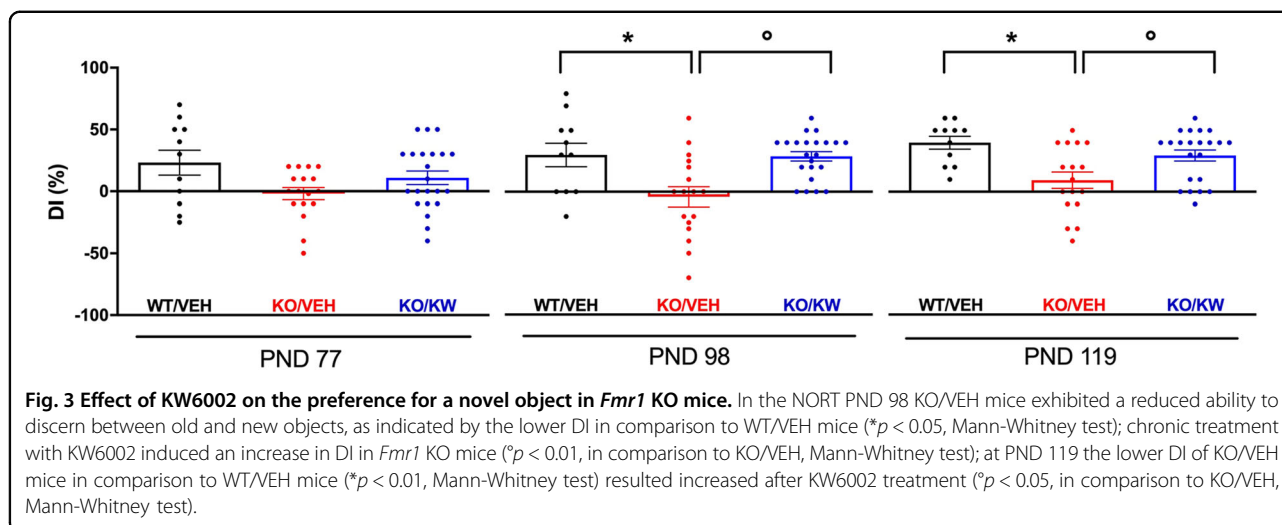 * ° * °
100
50
0
-50
-100
DI (%)
WT/VEH KO/VEH KO/KW WT/VEH KO/VEH KO/KW WT/VEH KO/VEH KO/KW
PND 77 PND 98 PND 119
Fig. 3 Effect of KW6002 on the preference for a novel object in Fmr1 KO mice. In the NORT PND 98 KO/VEH mice exhibited a reduced ability to
discern between old and new objects, as indicated by the lower DI in comparison to WT/VEH mice (*p < 0.05, Mann-Whitney test); chronic treatment
with KW6002 induced an increase in DI in Fmr1 KO mice (°p < 0.01, in comparison to KO/VEH, Mann-Whitney test); at PND 119 the lower DI of KO/VEH
mice in comparison to WT/VEH mice (*p < 0.01, Mann-Whitney test) resulted increased after KW6002 treatment (°p < 0.05, in comparison to KO/VEH,
Mann-Whitney test).